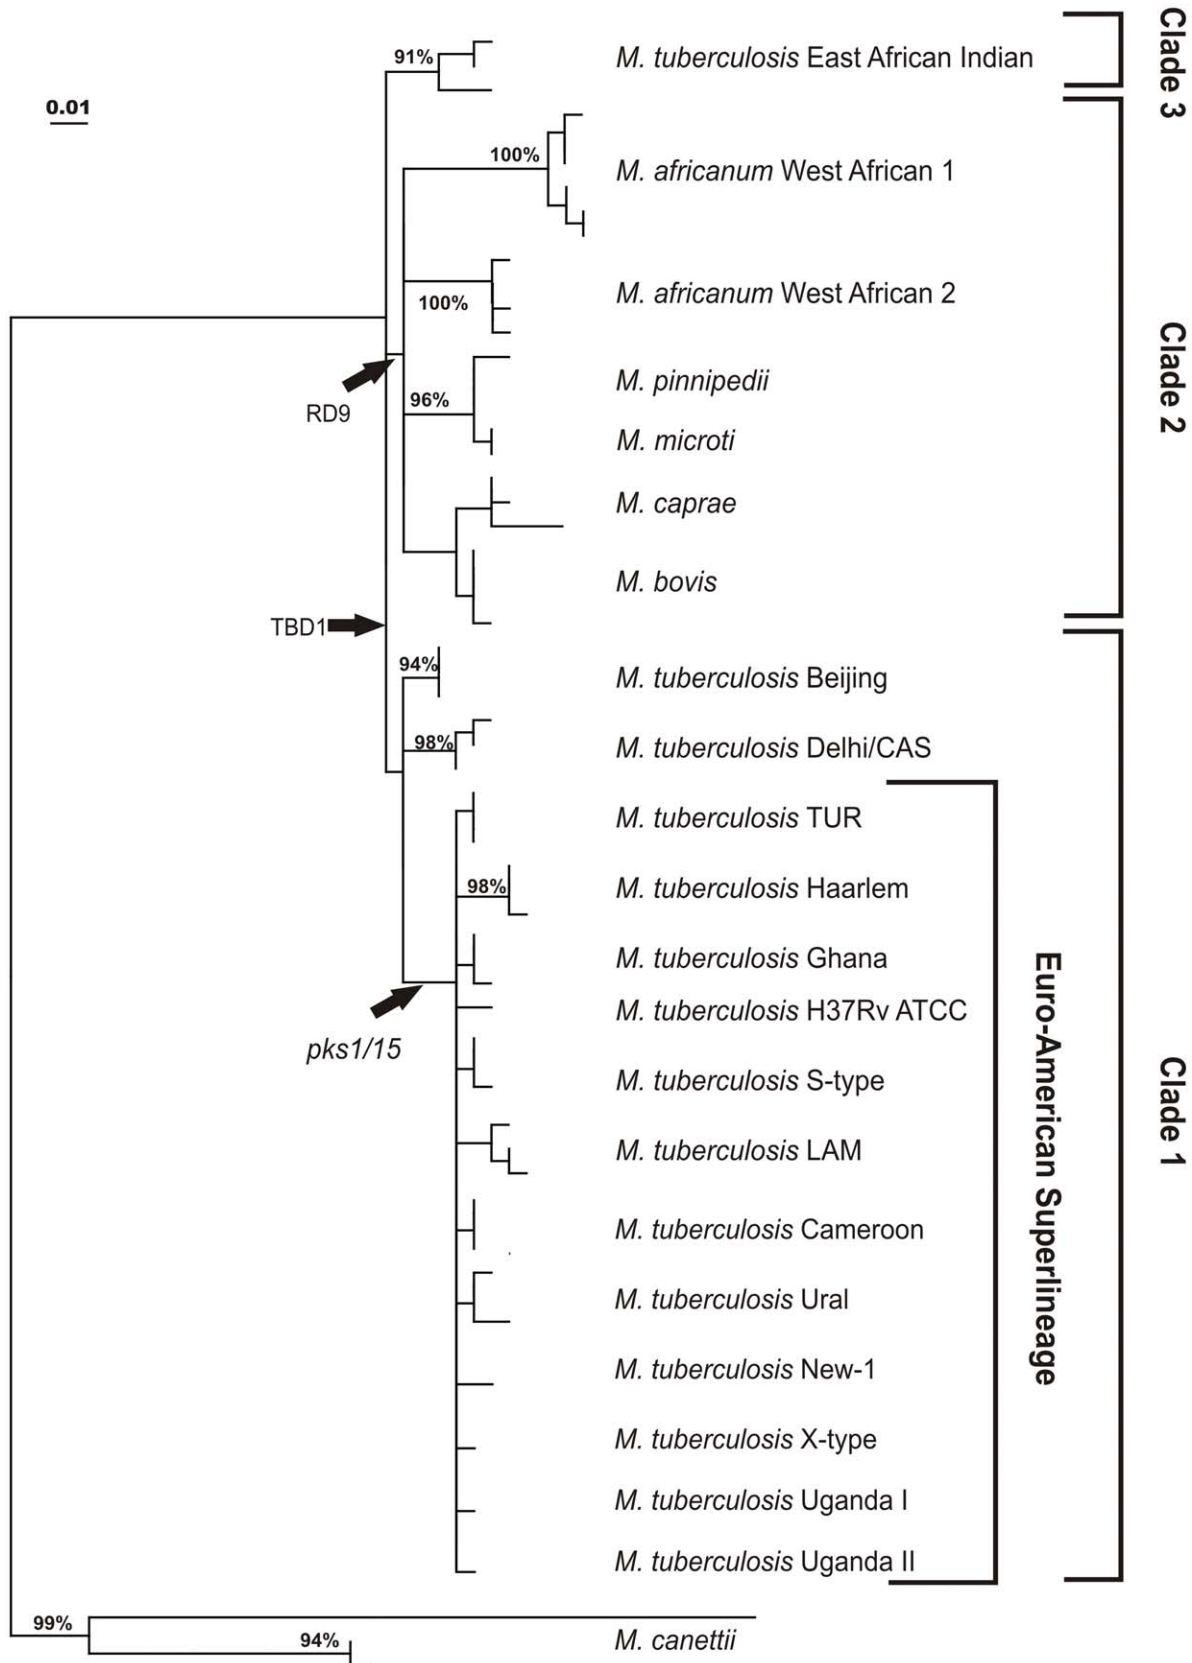 Clade 3
91%
M. tuberculosis East African Indian
0.01
100%
M. africanum West African 1
100%
M. africanum West African 2
Clade 2
M. pinnipedii
96%
RD9
M. microti
M. caprae
M. bovis
TBD1
94%
M. tuberculosis Beijing
98%
M. tuberculosis Delhi/CAS
M. tuberculosis TUR
98%
M. tuberculosis Haarlem
M. tuberculosis Ghana
M. tuberculosis H37Rv ATCC
pks1/15
M. tuberculosis S-type
Euro-American Superlineage
Clade 1
M. tuberculosis LAM
M. tuberculosis Cameroon
M. tuberculosis Ural
M. tuberculosis New-1
M. tuberculosis X-type
M. tuberculosis Uganda I
M. tuberculosis Uganda II
99%
94%
M. canettii